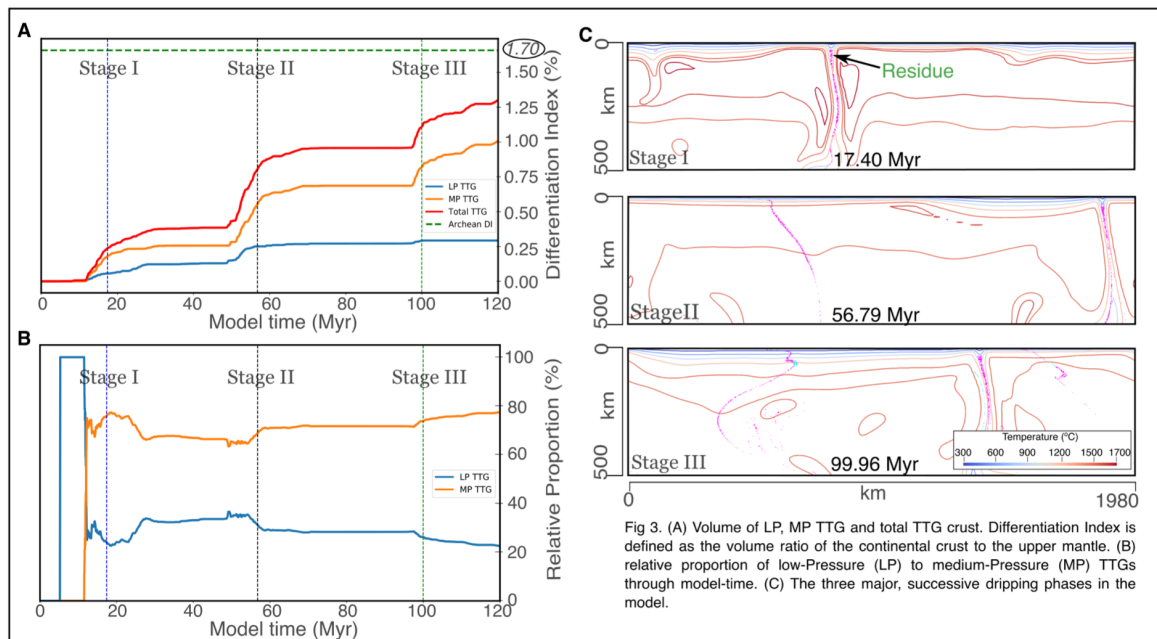 A
1.70
Stage I
Stage II
Stage III
1.50
1.25
1.00
0.75
0.50
0.25
0.00
Differentiation Index (%)
LP TTG
MP TTG
Total TTG
Archean DI
0 20 40 60 80 100 120
Model time (Myr)
B
Stage I
Stage II
Stage III
100
80
60
40
20
0
Relative Proportion (%)
LP TTG
MP TTG
0 20 40 60 80 100 120
Model time (Myr)
C
0
km
500
Residue
Stage I
17.40 Myr
0
km
500
StageII
56.79 Myr
0
km
500
Stage III
99.96 Myr
Temperature (°C)
300 600 900 1200 1500 1700
0 km 1980
Fig 3. (A) Volume of LP, MP TTG and total TTG crust. Differentiation Index is
defined as the volume ratio of the continental crust to the upper mantle. (B)
relative proportion of low-Pressure (LP) to medium-Pressure (MP) TTGs
through model-time. (C) The three major, successive dripping phases in the
model.